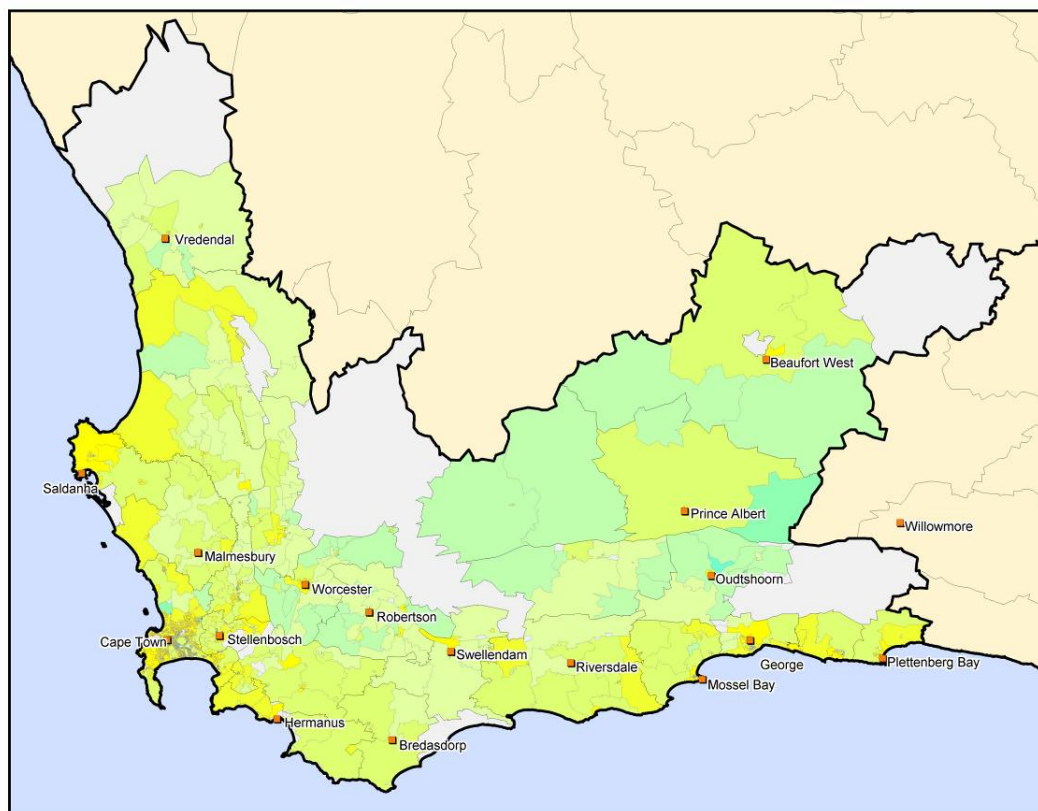 Vredendal
Beaufort West
Saldanha
Prince Albert
Willowmore
Malmesbury
Oudtshoorn
Worcester
Robertson
Cape Town
Stellenbosch
Swellendam
George
Plettenberg Bay
Riversdale
Mossel Bay
Hermanus
Bredasdorp